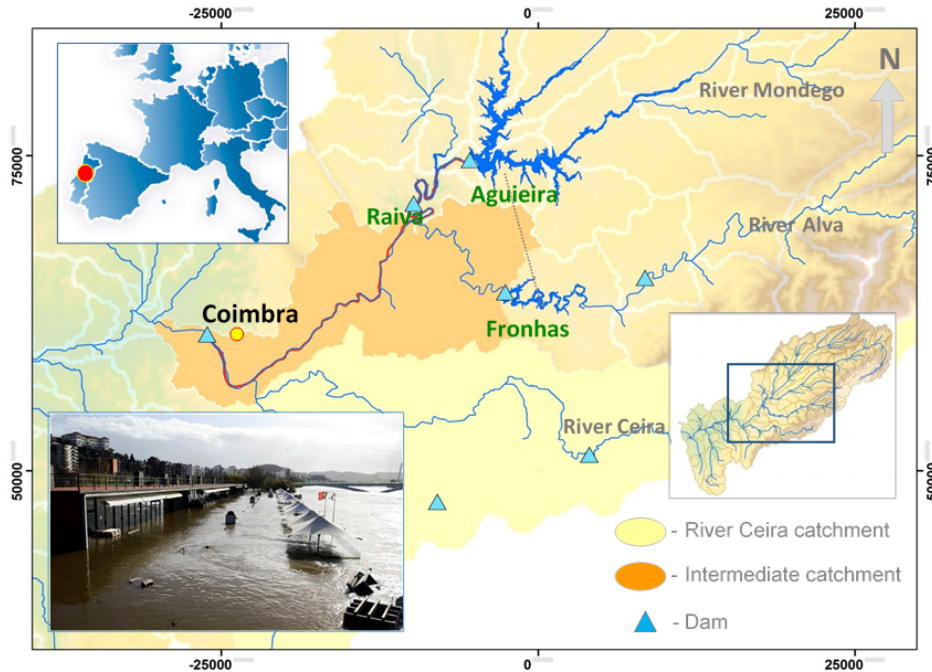 -25000
0
25000
N
River Mondego
75000
75000
Aguieira
Raiva
River Alva
Coimbra
Fronhas
River Ceira
50000
50000
- River Ceira catchment
- Intermediate catchment
- Dam
-25000
0
25000